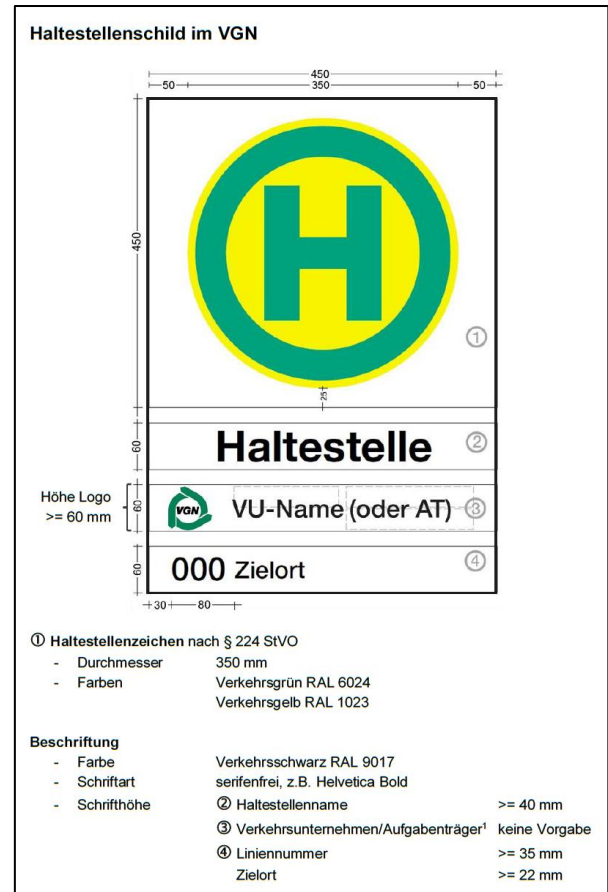 Haltestellenschild im VGN
450
50 350 50
450
H
①
25
60
Haltestelle ②
Höhe Logo
>= 60 mm
60
VGN VU-Name (oder AT) ③
60
000 Zielort ④
30 80
① Haltestellenzeichen nach § 224 StVO
- Durchmesser 350 mm
- Farben Verkehrsgrün RAL 6024
Verkehrsgelb RAL 1023
Beschriftung
- Farbe Verkehrsschwarz RAL 9017
- Schriftart serifenfrei, z.B. Helvetica Bold
- Schrifthöhe ② Haltestellenname >= 40 mm
③ Verkehrsunternehmen/Aufgabenträger¹ keine Vorgabe
④ Liniennummer >= 35 mm
Zielort >= 22 mm